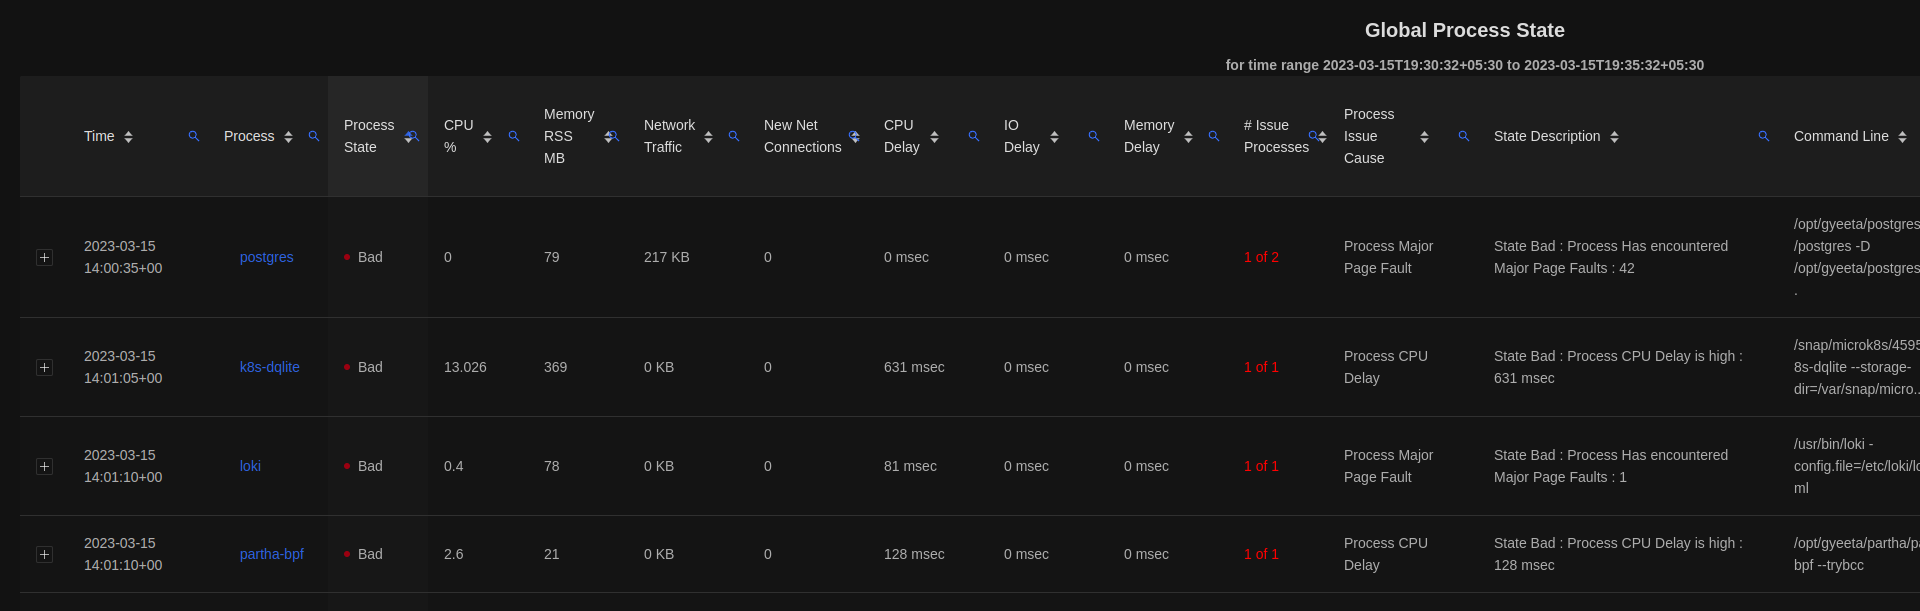 Global Process State
for time range 2023-03-15T19:30:32+05:30 to 2023-03-15T19:35:32+05:30
Time
Process
Process
State
CPU
%
Memory
RSS
MB
Network
Traffic
New Net
Connections
CPU
Delay
IO
Delay
Memory
Delay
# Issue
Processes
Process
Issue
Cause
State Description
Command Line
2023-03-15
14:00:35+00
postgres
Bad
0
79
217 KB
0
0 msec
0 msec
0 msec
1 of 2
Process Major
Page Fault
State Bad : Process Has encountered
Major Page Faults : 42
/opt/gyeeta/postgres
/postgres -D
/opt/gyeeta/postgres
.
2023-03-15
14:01:05+00
k8s-dqlite
Bad
13.026
369
0 KB
0
631 msec
0 msec
0 msec
1 of 1
Process CPU
Delay
State Bad : Process CPU Delay is high :
631 msec
/snap/microk8s/4595
8s-dqlite --storage-
dir=/var/snap/micro..
2023-03-15
14:01:10+00
loki
Bad
0.4
78
0 KB
0
81 msec
0 msec
0 msec
1 of 1
Process Major
Page Fault
State Bad : Process Has encountered
Major Page Faults : 1
/usr/bin/loki -
config.file=/etc/loki/lo
ml
2023-03-15
14:01:10+00
partha-bpf
Bad
2.6
21
0 KB
0
128 msec
0 msec
0 msec
1 of 1
Process CPU
Delay
State Bad : Process CPU Delay is high :
128 msec
/opt/gyeeta/partha/pa
bpf --trybcc